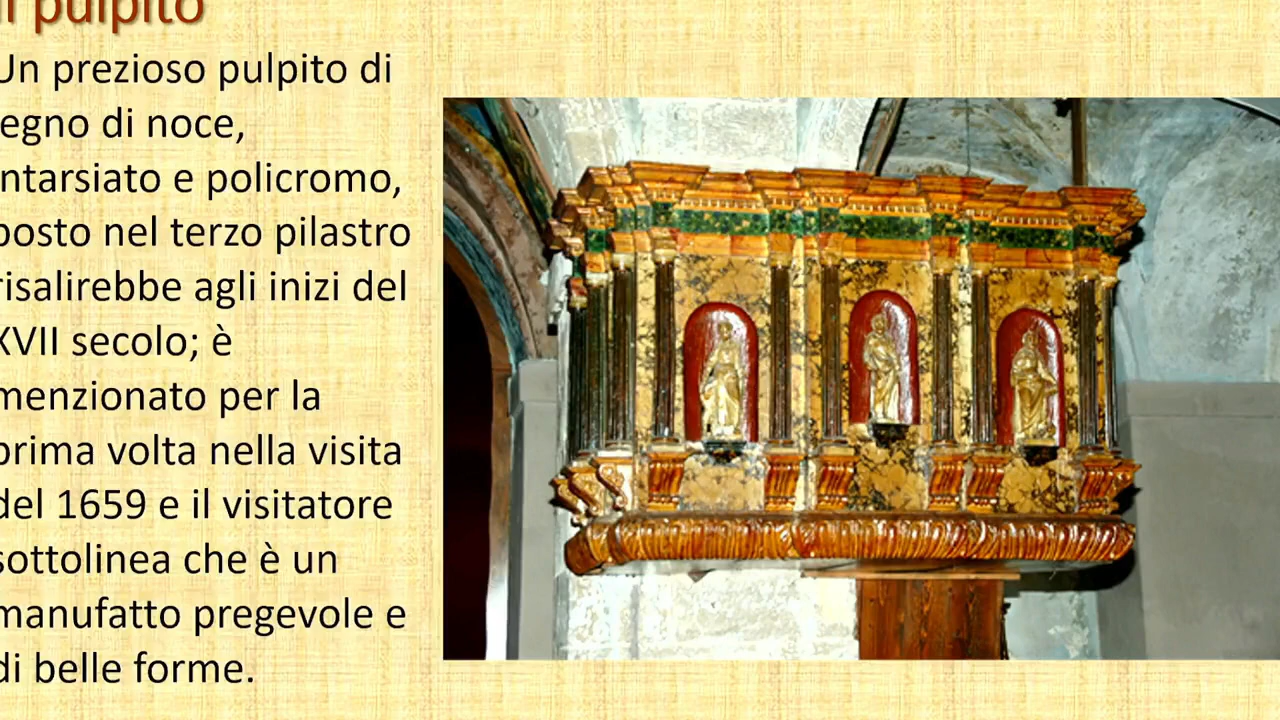 il pulpito
Un prezioso pulpito di
legno di noce,
intarsiato e policromo,
posto nel terzo pilastro
risalirebbe agli inizi del
XVII secolo; è
menzionato per la
prima volta nella visita
del 1659 e il visitatore
sottolinea che è un
manufatto pregevole e
di belle forme.